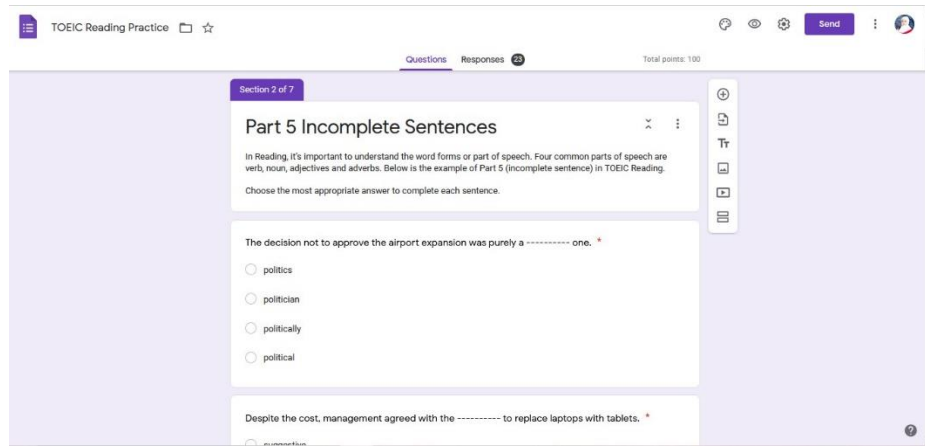 TOEIC Reading Practice
Send
Questions Responses 23
Total points: 100
Section 2 of 7
Part 5 Incomplete Sentences
In Reading, it's important to understand the word forms or part of speech. Four common parts of speech are
verb, noun, adjectives and adverbs. Below is the example of Part 5 (incomplete sentence) in TOEIC Reading.
Choose the most appropriate answer to complete each sentence.
The decision not to approve the airport expansion was purely a ---------- one. *
politics
politician
politically
political
Despite the cost, management agreed with the ---------- to replace laptops with tablets. *
suggestive